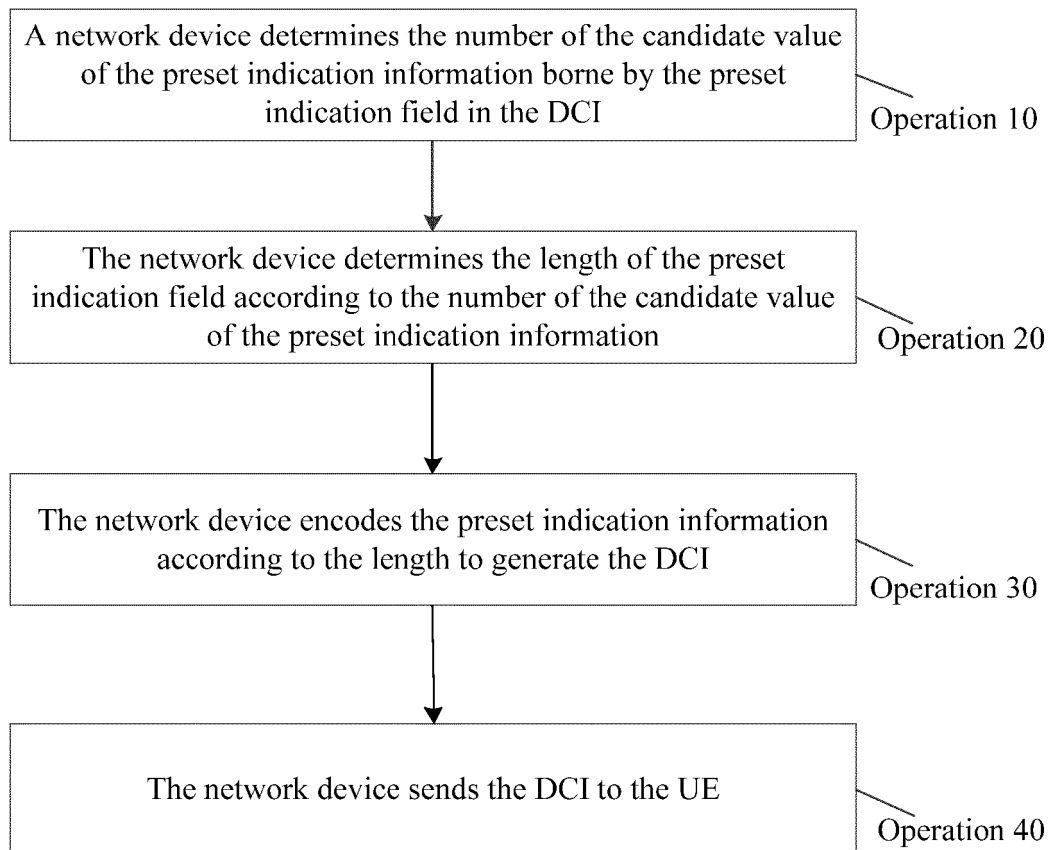 A network device determines the number of the candidate value
of the preset indication information borne by the preset
indication field in the DCI
Operation 10
The network device determines the length of the preset
indication field according to the number of the candidate value
of the preset indication information
Operation 20
The network device encodes the preset indication information
according to the length to generate the DCI
Operation 30
The network device sends the DCI to the UE
Operation 40